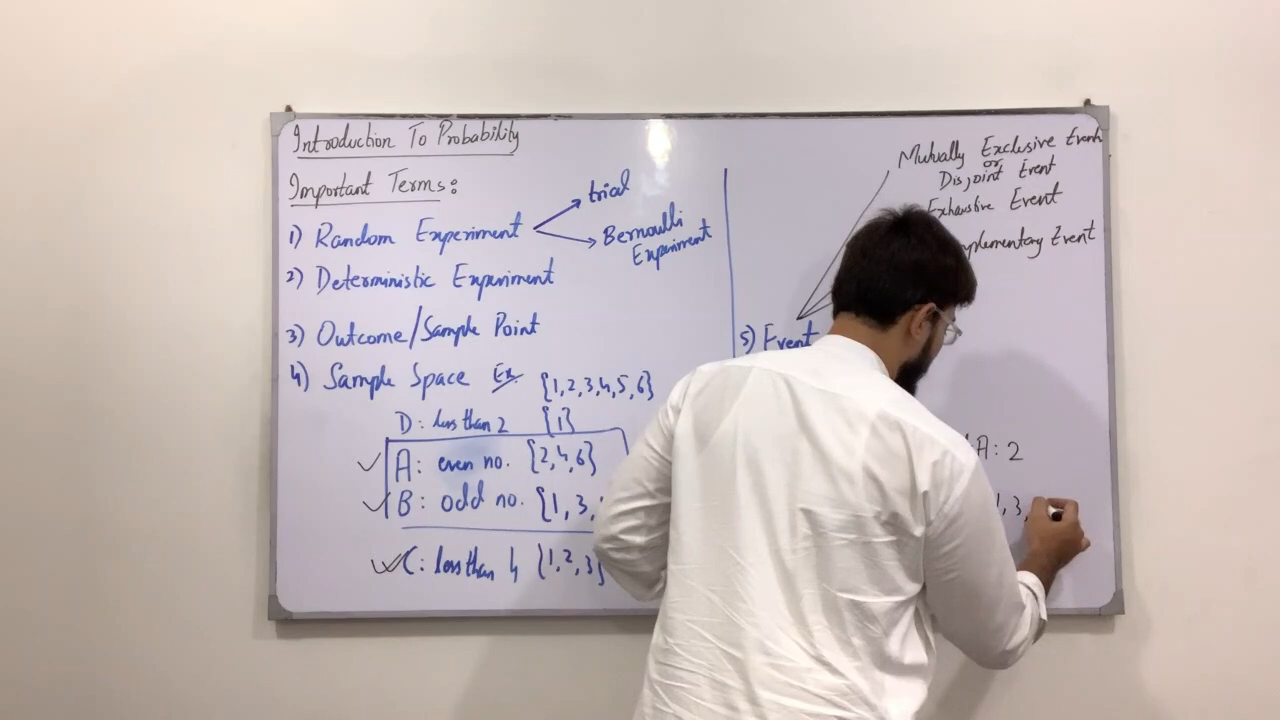 Introduction To Probability
Important Terms:
1) Random Experiment
trial
Bernoulli
Experiment
2) Deterministic Experiment
3) Outcome/Sample Point
4) Sample Space Ex. {1,2,3,4,5,6}
D: less than 2 {1}
A: even no. {2,4,6}
B: odd no. {1,3,
C: less than 4 {1,2,3}
Mutually Exclusive Events
or
Disjoint Event
Exhaustive Event
Event
5) Event
A: 2
1,3,